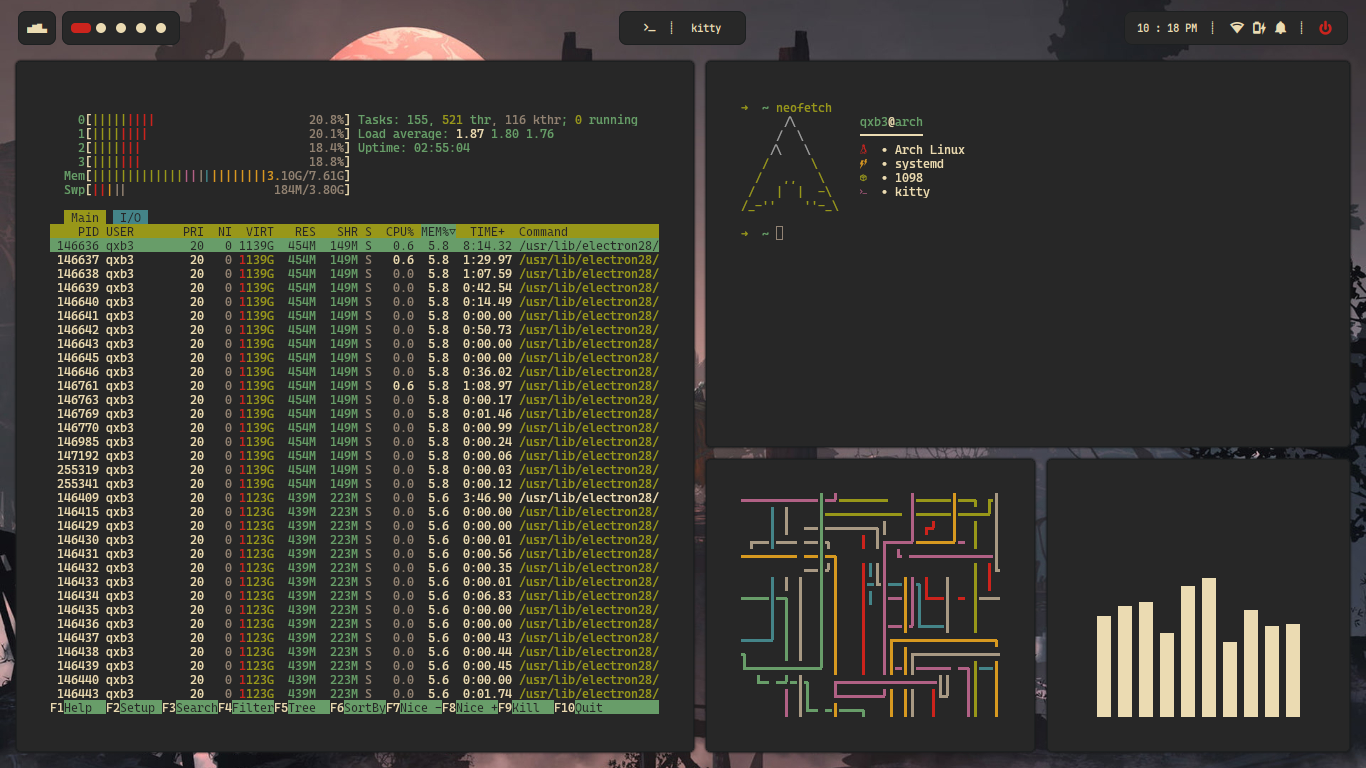 kitty
10 : 18 PM
0[||||||||| 20.8%] Tasks: 155, 521 thr, 116 kthr; 0 running
1[|||||||| 20.1%] Load average: 1.87 1.80 1.76
2[||||||| 18.4%] Uptime: 02:55:04
3[||||||| 18.8%]
Mem[|||||||||||||||||||||||||3.10G/7.61G]
Swp[||||| 184M/3.80G]
Main I/O
PID USER PRI NI VIRT RES SHR S CPU% MEM%▽ TIME+ Command
146636 qxb3 20 0 1139G 454M 149M S 0.6 5.8 8:14.32 /usr/lib/electron28/
146637 qxb3 20 0 1139G 454M 149M S 0.6 5.8 1:29.97 /usr/lib/electron28/
146638 qxb3 20 0 1139G 454M 149M S 0.0 5.8 1:07.59 /usr/lib/electron28/
146639 qxb3 20 0 1139G 454M 149M S 0.0 5.8 0:42.54 /usr/lib/electron28/
146640 qxb3 20 0 1139G 454M 149M S 0.0 5.8 0:14.49 /usr/lib/electron28/
146641 qxb3 20 0 1139G 454M 149M S 0.0 5.8 0:00.00 /usr/lib/electron28/
146642 qxb3 20 0 1139G 454M 149M S 0.0 5.8 0:50.73 /usr/lib/electron28/
146643 qxb3 20 0 1139G 454M 149M S 0.0 5.8 0:00.00 /usr/lib/electron28/
146645 qxb3 20 0 1139G 454M 149M S 0.0 5.8 0:00.00 /usr/lib/electron28/
146646 qxb3 20 0 1139G 454M 149M S 0.0 5.8 0:36.02 /usr/lib/electron28/
146761 qxb3 20 0 1139G 454M 149M S 0.6 5.8 1:08.97 /usr/lib/electron28/
146763 qxb3 20 0 1139G 454M 149M S 0.0 5.8 0:00.17 /usr/lib/electron28/
146769 qxb3 20 0 1139G 454M 149M S 0.0 5.8 0:01.46 /usr/lib/electron28/
146770 qxb3 20 0 1139G 454M 149M S 0.0 5.8 0:00.99 /usr/lib/electron28/
146985 qxb3 20 0 1139G 454M 149M S 0.0 5.8 0:00.24 /usr/lib/electron28/
147192 qxb3 20 0 1139G 454M 149M S 0.0 5.8 0:00.06 /usr/lib/electron28/
255319 qxb3 20 0 1139G 454M 149M S 0.0 5.8 0:00.03 /usr/lib/electron28/
255341 qxb3 20 0 1139G 454M 149M S 0.0 5.8 0:00.12 /usr/lib/electron28/
146409 qxb3 20 0 1123G 439M 223M S 0.0 5.6 3:46.90 /usr/lib/electron28/
146415 qxb3 20 0 1123G 439M 223M S 0.0 5.6 0:00.00 /usr/lib/electron28/
146429 qxb3 20 0 1123G 439M 223M S 0.0 5.6 0:00.00 /usr/lib/electron28/
146430 qxb3 20 0 1123G 439M 223M S 0.0 5.6 0:00.01 /usr/lib/electron28/
146431 qxb3 20 0 1123G 439M 223M S 0.0 5.6 0:00.56 /usr/lib/electron28/
146432 qxb3 20 0 1123G 439M 223M S 0.0 5.6 0:00.35 /usr/lib/electron28/
146433 qxb3 20 0 1123G 439M 223M S 0.0 5.6 0:00.01 /usr/lib/electron28/
146434 qxb3 20 0 1123G 439M 223M S 0.0 5.6 0:06.83 /usr/lib/electron28/
146435 qxb3 20 0 1123G 439M 223M S 0.0 5.6 0:00.00 /usr/lib/electron28/
146436 qxb3 20 0 1123G 439M 223M S 0.0 5.6 0:00.00 /usr/lib/electron28/
146437 qxb3 20 0 1123G 439M 223M S 0.0 5.6 0:00.43 /usr/lib/electron28/
146438 qxb3 20 0 1123G 439M 223M S 0.0 5.6 0:00.44 /usr/lib/electron28/
146439 qxb3 20 0 1123G 439M 223M S 0.0 5.6 0:00.45 /usr/lib/electron28/
146440 qxb3 20 0 1123G 439M 223M S 0.0 5.6 0:00.00 /usr/lib/electron28/
146443 qxb3 20 0 1123G 439M 223M S 0.0 5.6 0:01.74 /usr/lib/electron28/
F1Help F2Setup F3SearchF4FilterF5Tree F6SortByF7Nice -F8Nice +F9Kill F10Quit
➜ ~ neofetch
qxb3@arch
• Arch Linux
• systemd
• 1098
• kitty
➜ ~